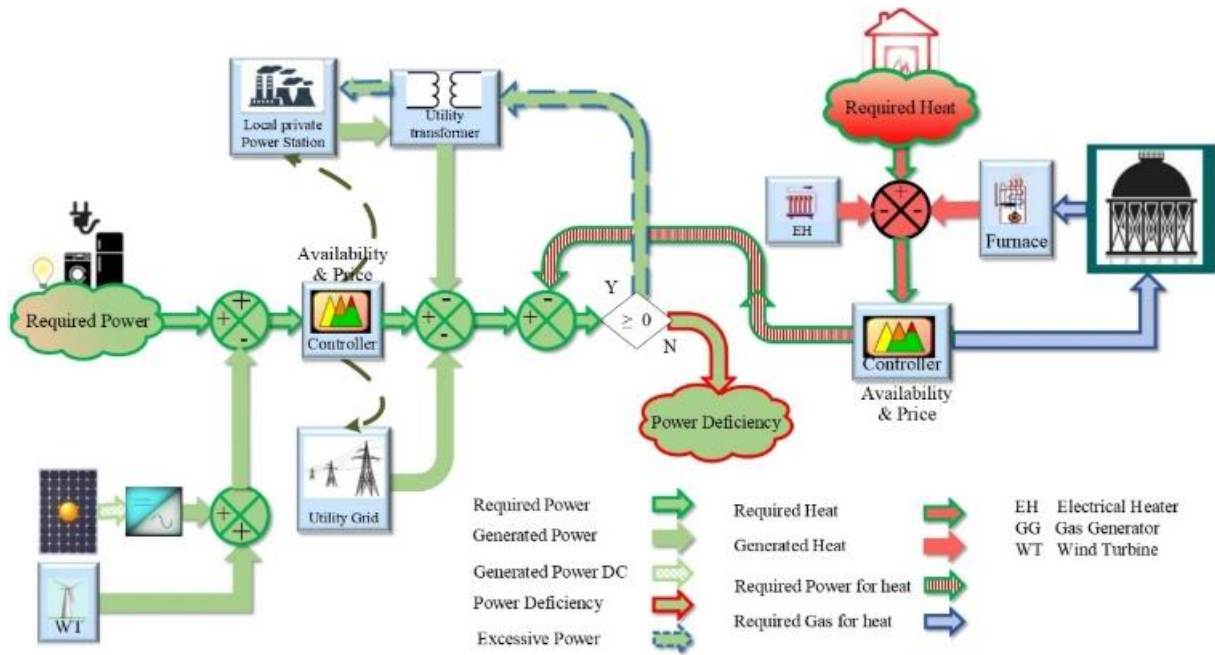 Local private
Power Station
Utility
transformer
Required Heat
+
-
-
EH
Furnace
Availability
& Price
Required Power
+
+
-
Controller
+
-
-
-
+
Y
≥ 0
N
Controller
Availability
& Price
Power Deficiency
Utility Grid
+
+
WT
Required Power
Generated Power
Generated Power DC
Power Deficiency
Excessive Power
Required Heat
Generated Heat
Required Power for heat
Required Gas for heat
EH Electrical Heater
GG Gas Generator
WT Wind Turbine